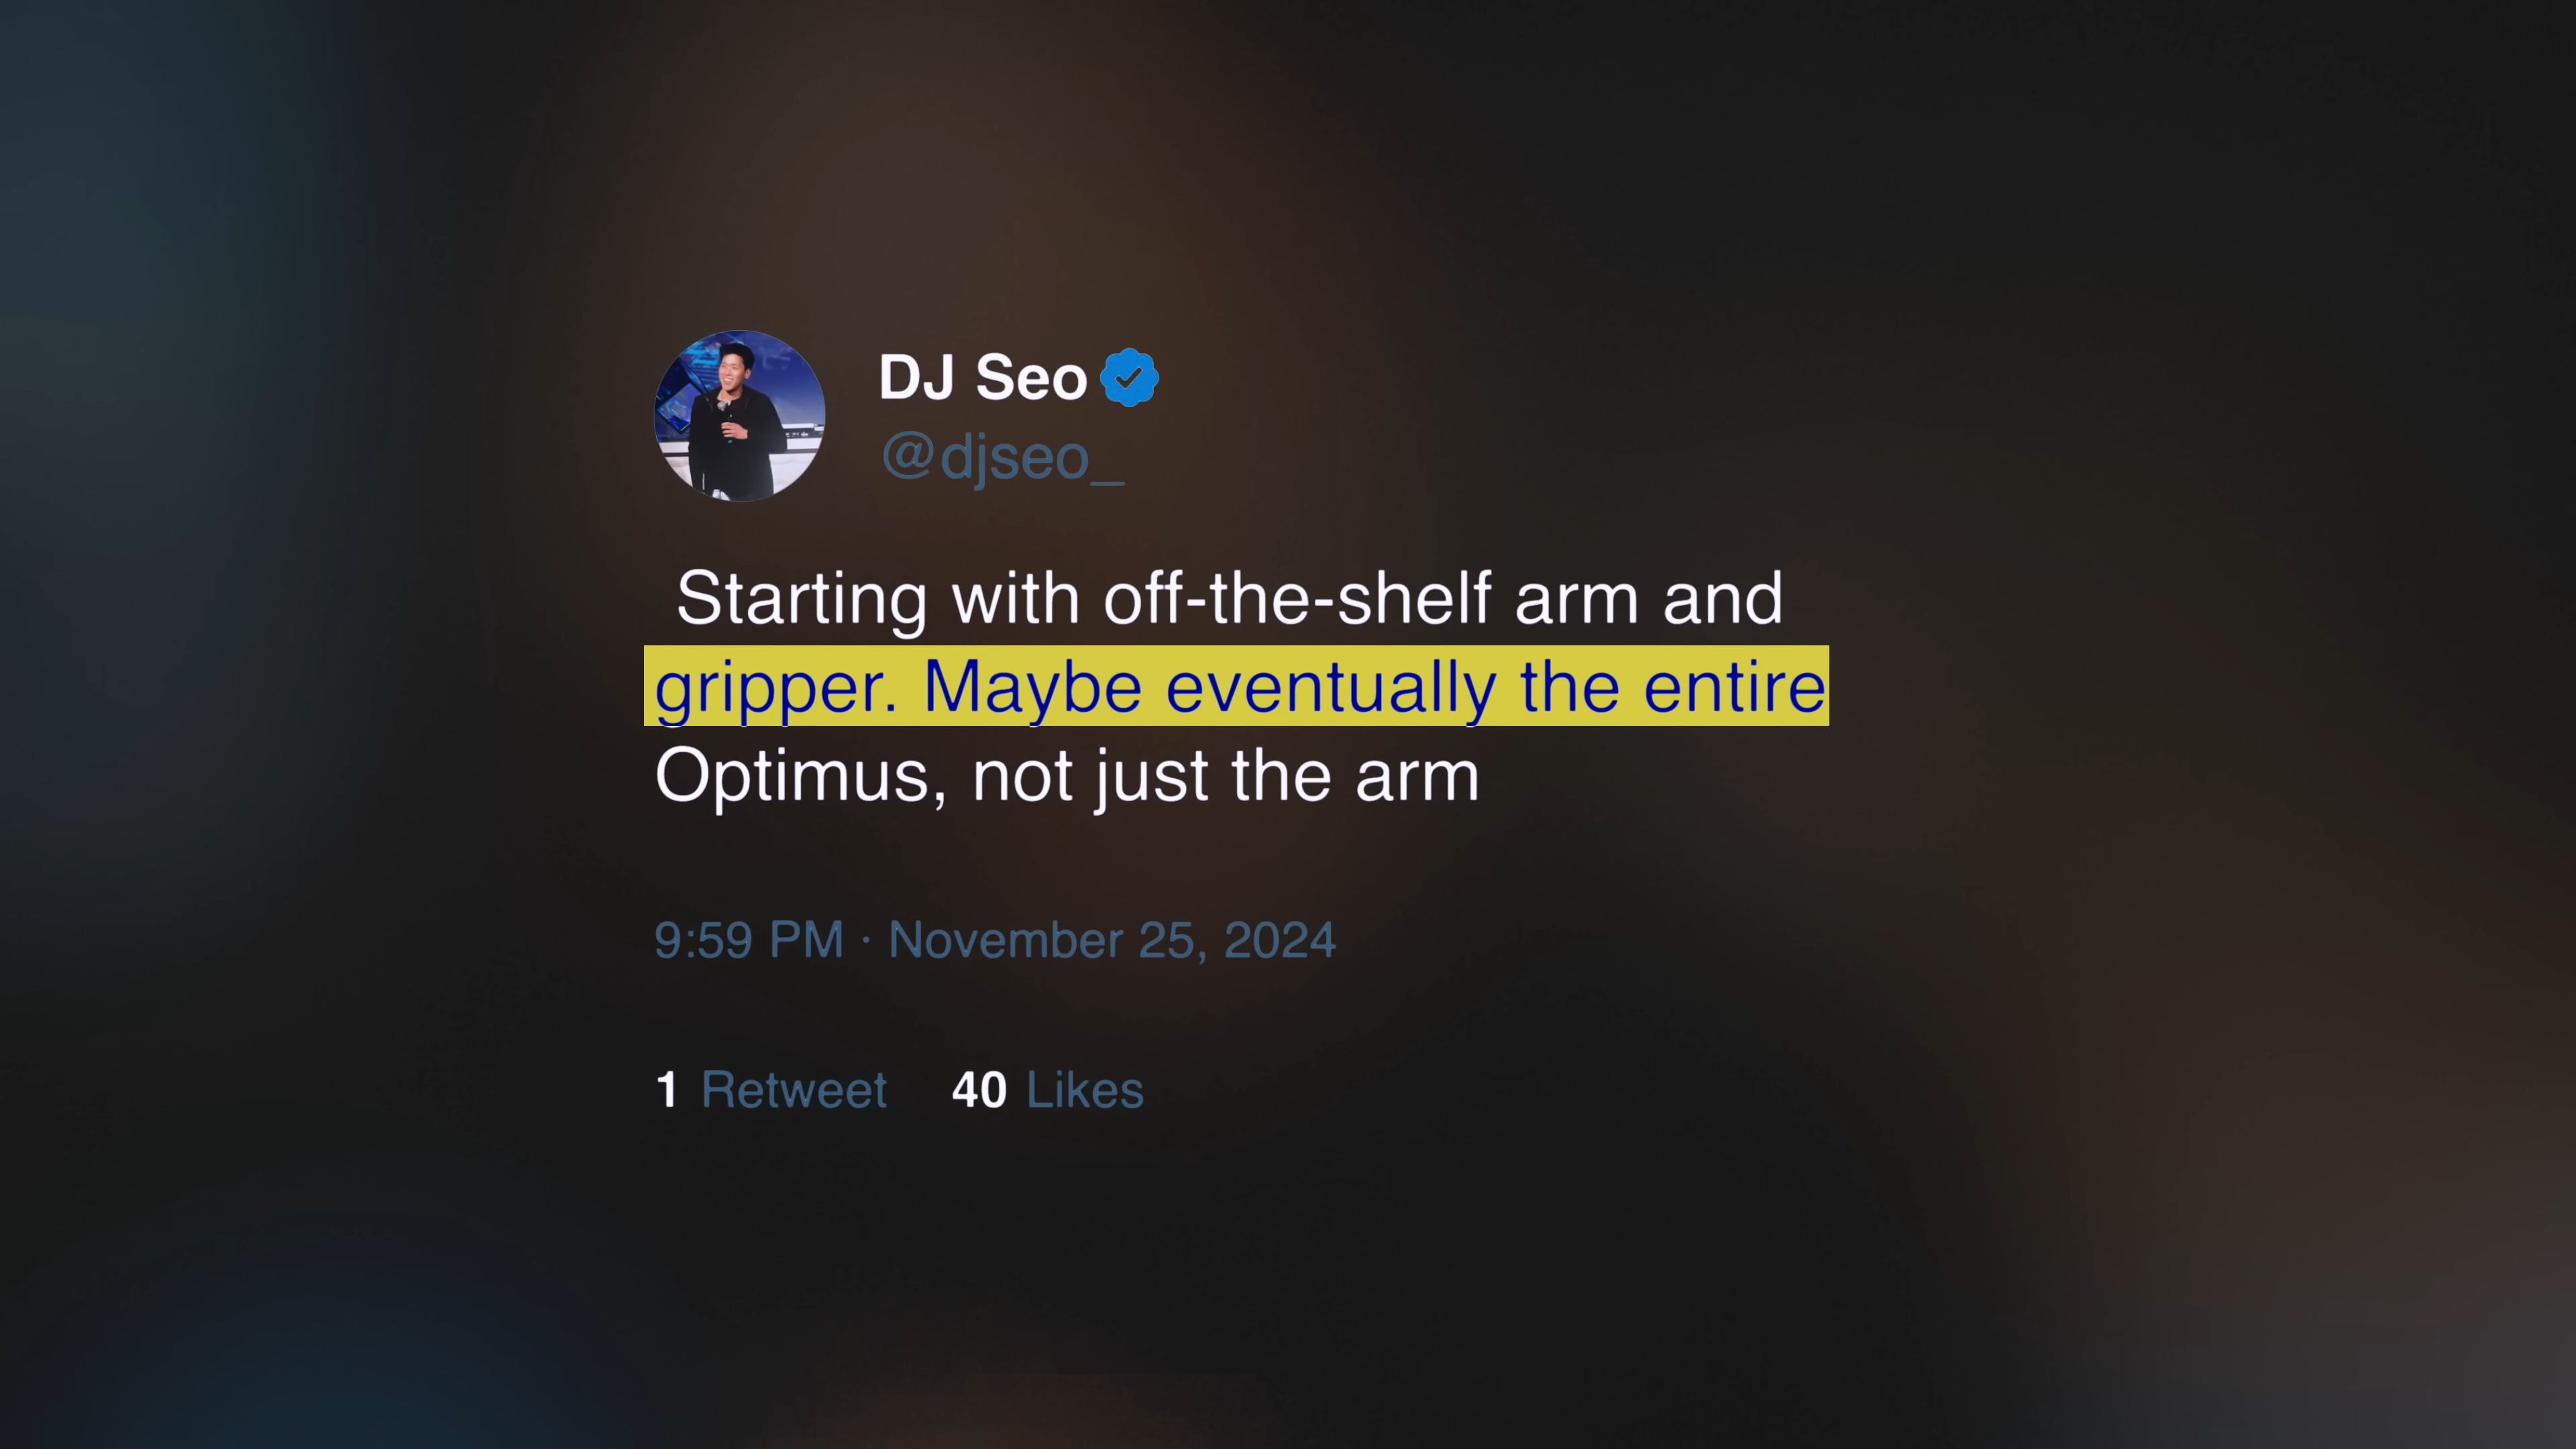 DJ Seo
@djseo_
Starting with off-the-shelf arm and
gripper. Maybe eventually the entire
Optimus, not just the arm
9:59 PM · November 25, 2024
1 Retweet 40 Likes